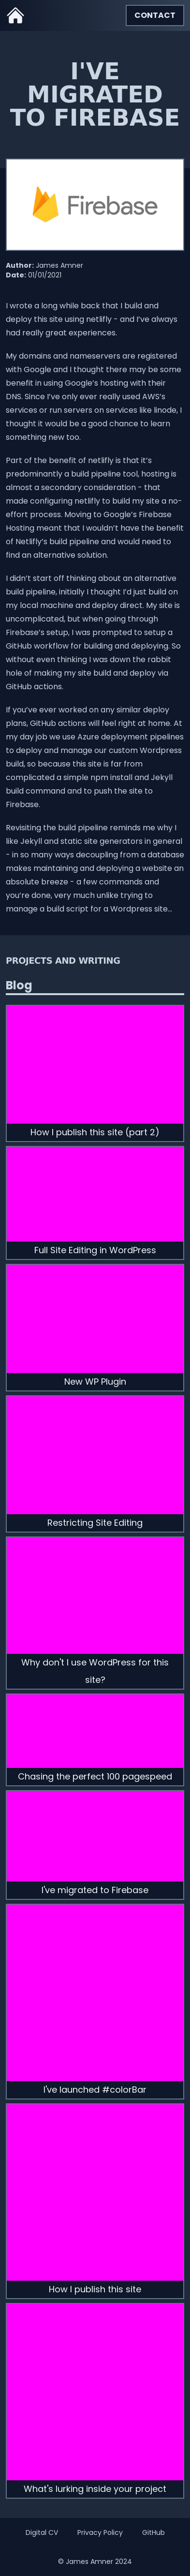 CONTACT
I'VE
MIGRATED
TO FIREBASE
Firebase
Author: James Amner
Date: 01/01/2021
I wrote a long while back that I build and
deploy this site using netflify - and I've always
had really great experiences.
My domains and nameservers are registered
with Google and I thought there may be some
benefit in using Google's hosting with their
DNS. Since I've only ever really used AWS's
services or run servers on services like linode, I
thought it would be a good chance to learn
something new too.
Part of the benefit of netlify is that it's
predominantly a build pipeline tool, hosting is
almost a secondary consideration - that
made configuring netlify to build my site a no-
effort process. Moving to Google's Firebase
Hosting meant that I wouldn't have the benefit
of Netlify's build pipeline and would need to
find an alternative solution.
I didn't start off thinking about an alternative
build pipeline, initially I thought I'd just build on
my local machine and deploy direct. My site is
uncomplicated, but when going through
Firebase's setup, I was prompted to setup a
GitHub workflow for building and deploying. So
without even thinking I was down the rabbit
hole of making my site build and deploy via
GitHub actions.
If you've ever worked on any similar deploy
plans, GitHub actions will feel right at home. At
my day job we use Azure deployment pipelines
to deploy and manage our custom Wordpress
build, so because this site is far from
complicated a simple npm install and Jekyll
build command and to push the site to
Firebase.
Revisiting the build pipeline reminds me why I
like Jekyll and static site generators in general
- in so many ways decoupling from a database
makes maintaining and deploying a website an
absolute breeze - a few commands and
you're done, very much unlike trying to
manage a build script for a Wordpress site...
PROJECTS AND WRITING
Blog
How I publish this site (part 2)
Full Site Editing in WordPress
New WP Plugin
Restricting Site Editing
Why don't I use WordPress for this
site?
Chasing the perfect 100 pagespeed
I've migrated to Firebase
I've launched #colorBar
How I publish this site
What's lurking inside your project
Digital CV Privacy Policy GitHub
© James Amner 2024